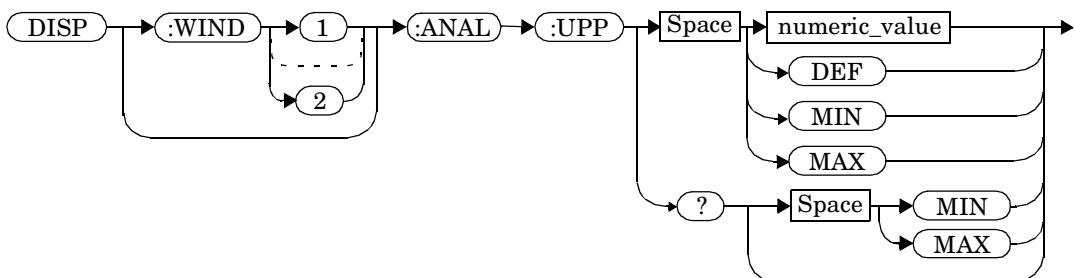 DISP :WIND 1 :ANAL :UPP Space numeric_value
DEF
2
MIN
MAX
? Space MIN
MAX